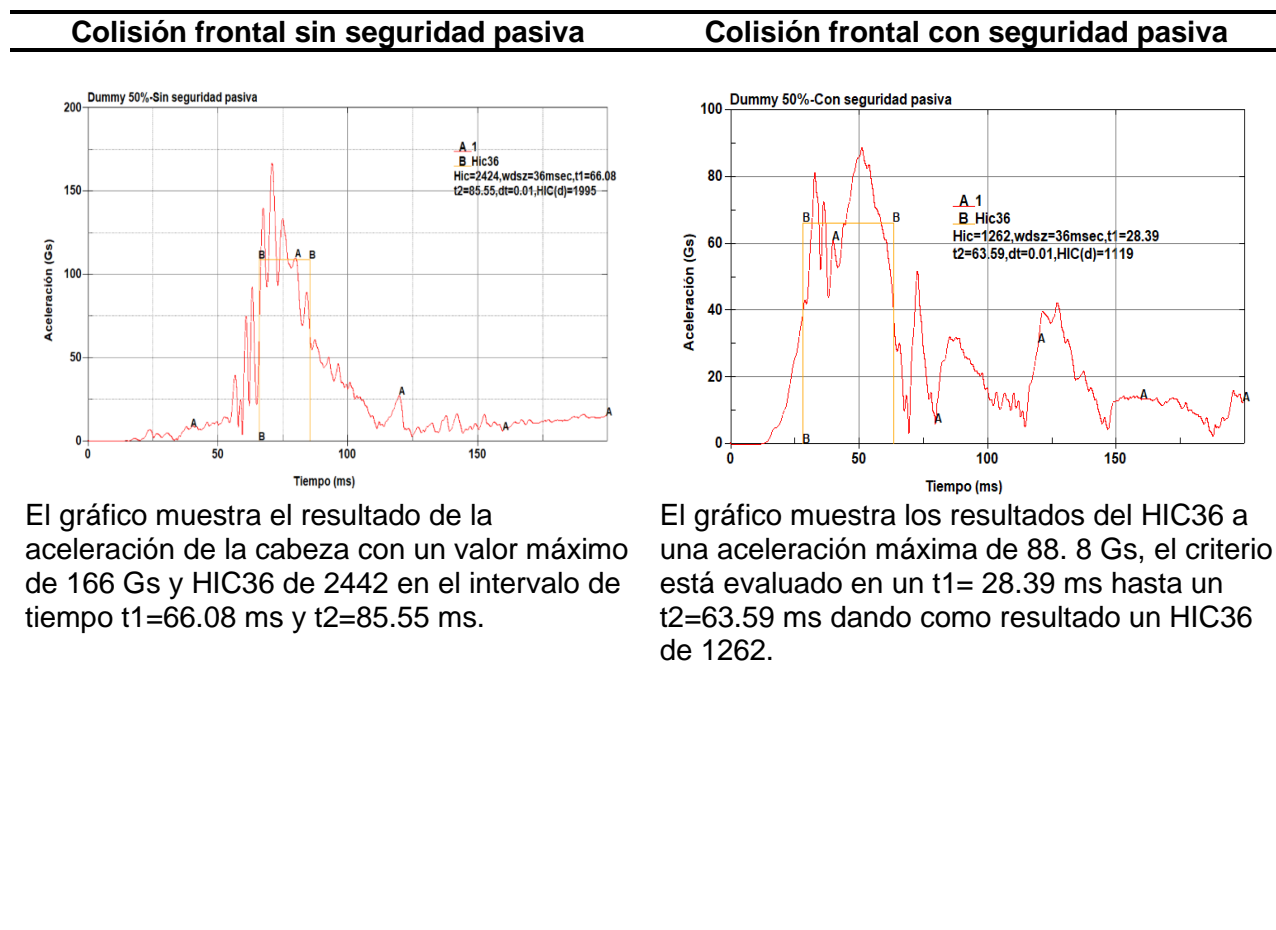 Colisión frontal sin seguridad pasiva
Colisión frontal con seguridad pasiva
Dummy 50%-Sin seguridad pasiva
A 1
B Hic36
Hic=2424,wdsz=36msec,t1=66.08
t2=85.55,dt=0.01,HIC(d)=1995
Aceleración (Gs)
200
150
100
50
0
B
A
B
A
B
A
A
A
0
50
100
150
Tiempo (ms)
Dummy 50%-Con seguridad pasiva
A 1
B Hic36
Hic=1262,wdsz=36msec,t1=28.39
t2=63.59,dt=0.01,HIC(d)=1119
Aceleración (Gs)
100
80
60
40
20
0
B
B
A
A
A
A
A
B
0
50
100
150
Tiempo (ms)
El gráfico muestra el resultado de la
aceleración de la cabeza con un valor máximo
de 166 Gs y HIC36 de 2442 en el intervalo de
tiempo t1=66.08 ms y t2=85.55 ms.
El gráfico muestra los resultados del HIC36 a
una aceleración máxima de 88. 8 Gs, el criterio
está evaluado en un t1= 28.39 ms hasta un
t2=63.59 ms dando como resultado un HIC36
de 1262.